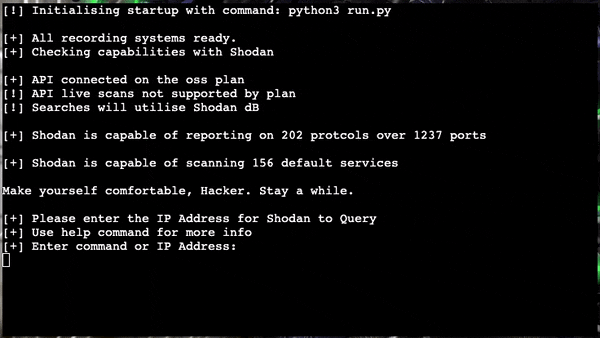 [!] Initialising startup with command: python3 run.py
[+] All recording systems ready.
[+] Checking capabilities with Shodan
[+] API connected on the oss plan
[!] API live scans not supported by plan
[!] Searches will utilise Shodan dB
[+] Shodan is capable of reporting on 202 protcols over 1237 ports
[+] Shodan is capable of scanning 156 default services
Make yourself comfortable, Hacker. Stay a while.
[+] Please enter the IP Address for Shodan to Query
[+] Use help command for more info
[+] Enter command or IP Address: